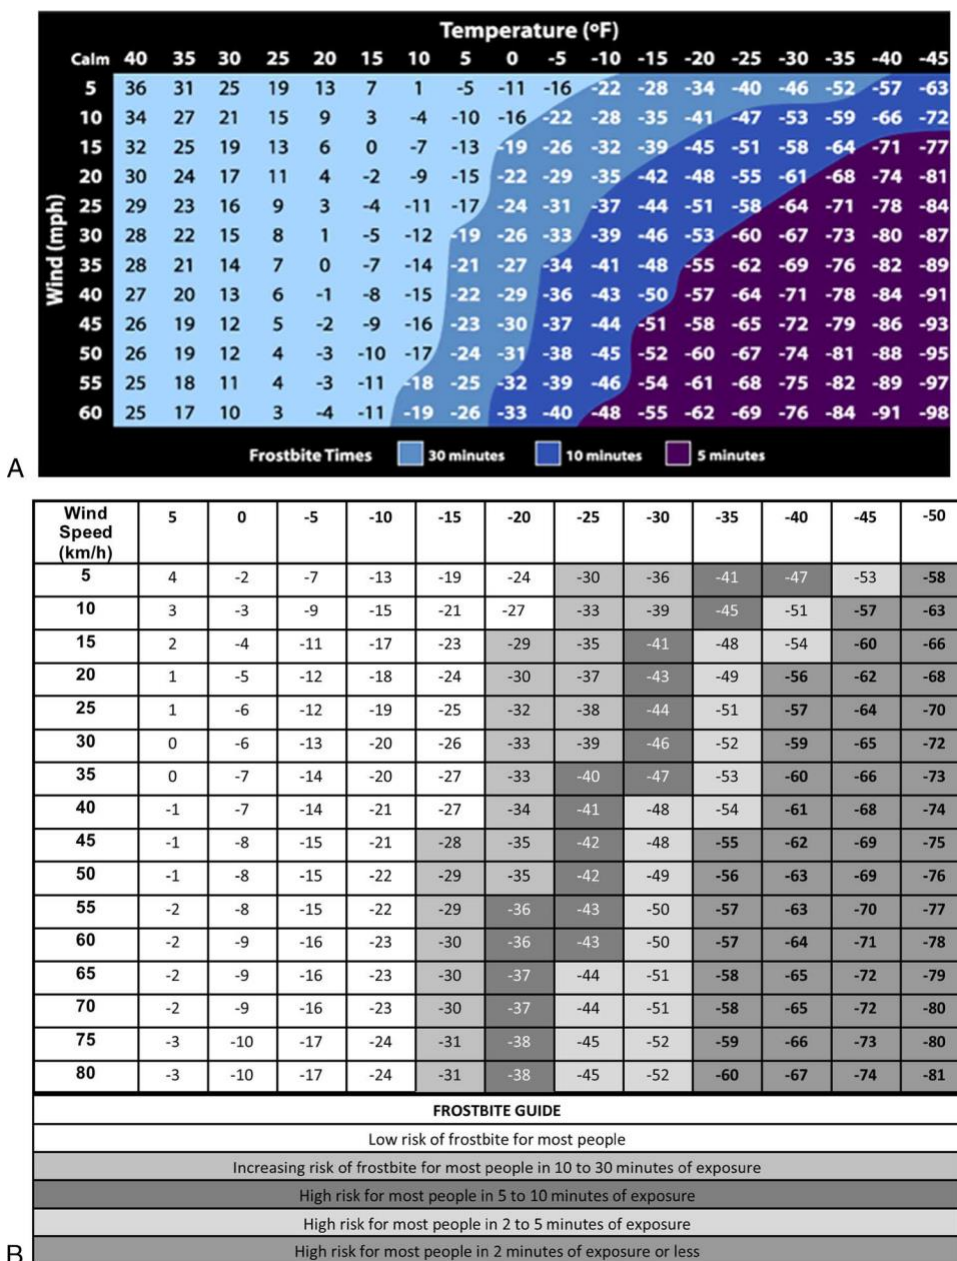 Temperature (ºF)
Calm 40 35 30 25 20 15 10 5 0 -5 -10 -15 -20 -25 -30 -35 -40 -45
5 36 31 25 19 13 7 1 -5 -11 -16 -22 -28 -34 -40 -46 -52 -57 -63
10 34 27 21 15 9 3 -4 -10 -16 -22 -28 -35 -41 -47 -53 -59 -66 -72
15 32 25 19 13 6 0 -7 -13 -19 -26 -32 -39 -45 -51 -58 -64 -71 -77
20 30 24 17 11 4 -2 -9 -15 -22 -29 -35 -42 -48 -55 -61 -68 -74 -81
25 29 23 16 9 3 -4 -11 -17 -24 -31 -37 -44 -51 -58 -64 -71 -78 -84
30 28 22 15 8 1 -5 -12 -19 -26 -33 -39 -46 -53 -60 -67 -73 -80 -87
35 28 21 14 7 0 -7 -14 -21 -27 -34 -41 -48 -55 -62 -69 -76 -82 -89
40 27 20 13 6 -1 -8 -15 -22 -29 -36 -43 -50 -57 -64 -71 -78 -84 -91
45 26 19 12 5 -2 -9 -16 -23 -30 -37 -44 -51 -58 -65 -72 -79 -86 -93
50 26 19 12 4 -3 -10 -17 -24 -31 -38 -45 -52 -60 -67 -74 -81 -88 -95
55 25 18 11 4 -3 -11 -18 -25 -32 -39 -46 -54 -61 -68 -75 -82 -89 -97
60 25 17 10 3 -4 -11 -19 -26 -33 -40 -48 -55 -62 -69 -76 -84 -91 -98
Wind (mph)
Frostbite Times 30 minutes 10 minutes 5 minutes
A
Wind Speed (km/h) 5 0 -5 -10 -15 -20 -25 -30 -35 -40 -45 -50
5 4 -2 -7 -13 -19 -24 -30 -36 -41 -47 -53 -58
10 3 -3 -9 -15 -21 -27 -33 -39 -45 -51 -57 -63
15 2 -4 -11 -17 -23 -29 -35 -41 -48 -54 -60 -66
20 1 -5 -12 -18 -24 -30 -37 -43 -49 -56 -62 -68
25 1 -6 -12 -19 -25 -32 -38 -44 -51 -57 -64 -70
30 0 -6 -13 -20 -26 -33 -39 -46 -52 -59 -65 -72
35 0 -7 -14 -20 -27 -33 -40 -47 -53 -60 -66 -73
40 -1 -7 -14 -21 -27 -34 -41 -48 -54 -61 -68 -74
45 -1 -8 -15 -21 -28 -35 -42 -48 -55 -62 -69 -75
50 -1 -8 -15 -22 -29 -35 -42 -49 -56 -63 -69 -76
55 -2 -8 -15 -22 -29 -36 -43 -50 -57 -63 -70 -77
60 -2 -9 -16 -23 -30 -36 -43 -50 -57 -64 -71 -78
65 -2 -9 -16 -23 -30 -37 -44 -51 -58 -65 -72 -79
70 -2 -9 -16 -23 -30 -37 -44 -51 -58 -65 -72 -80
75 -3 -10 -17 -24 -31 -38 -45 -52 -59 -66 -73 -80
80 -3 -10 -17 -24 -31 -38 -45 -52 -60 -67 -74 -81
FROSTBITE GUIDE
Low risk of frostbite for most people
Increasing risk of frostbite for most people in 10 to 30 minutes of exposure
High risk for most people in 5 to 10 minutes of exposure
High risk for most people in 2 to 5 minutes of exposure
High risk for most people in 2 minutes of exposure or less
B